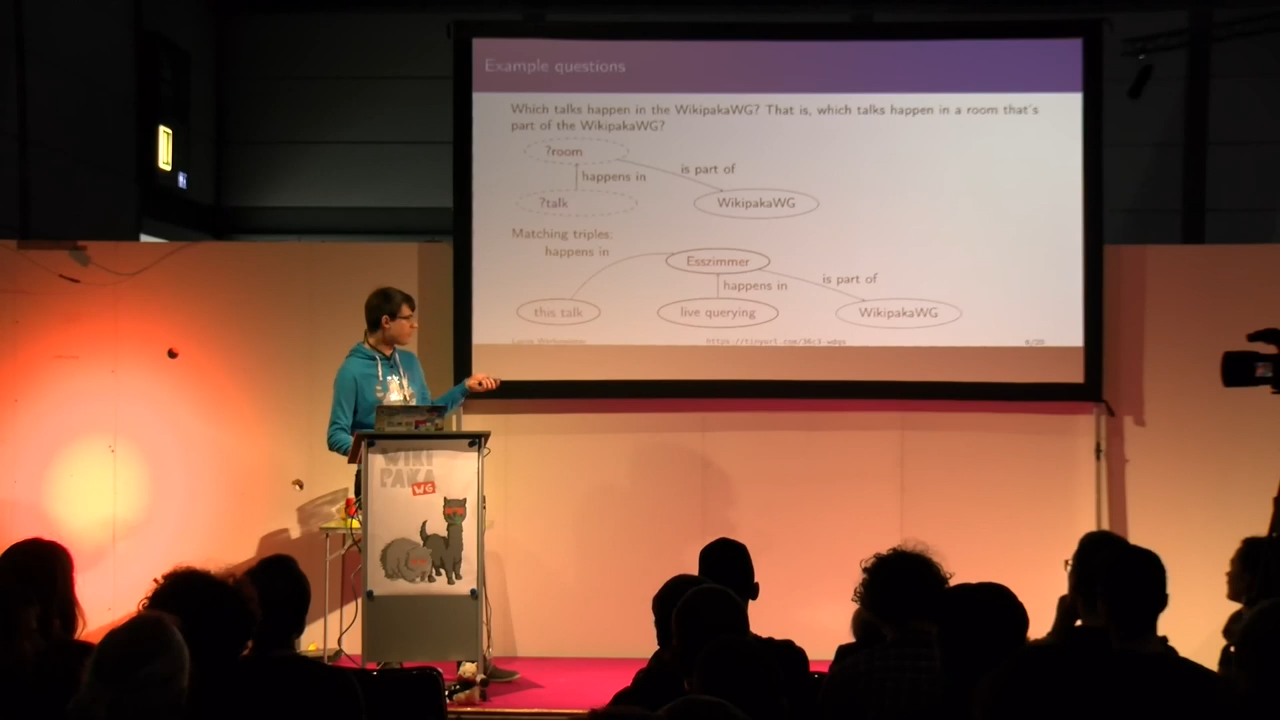 Example questions
Which talks happen in the WikipakaWG? That is, which talks happen in a room that's
part of the WikipakaWG?
?room
is part of
happens in
?talk
WikipakaWG
Matching triples:
happens in
Esszimmer
is part of
happens in
this talk
live querying
WikipakaWG
https://tinyurl.com/36c3-wdqs
6/20
WIKI
PAKA
WG